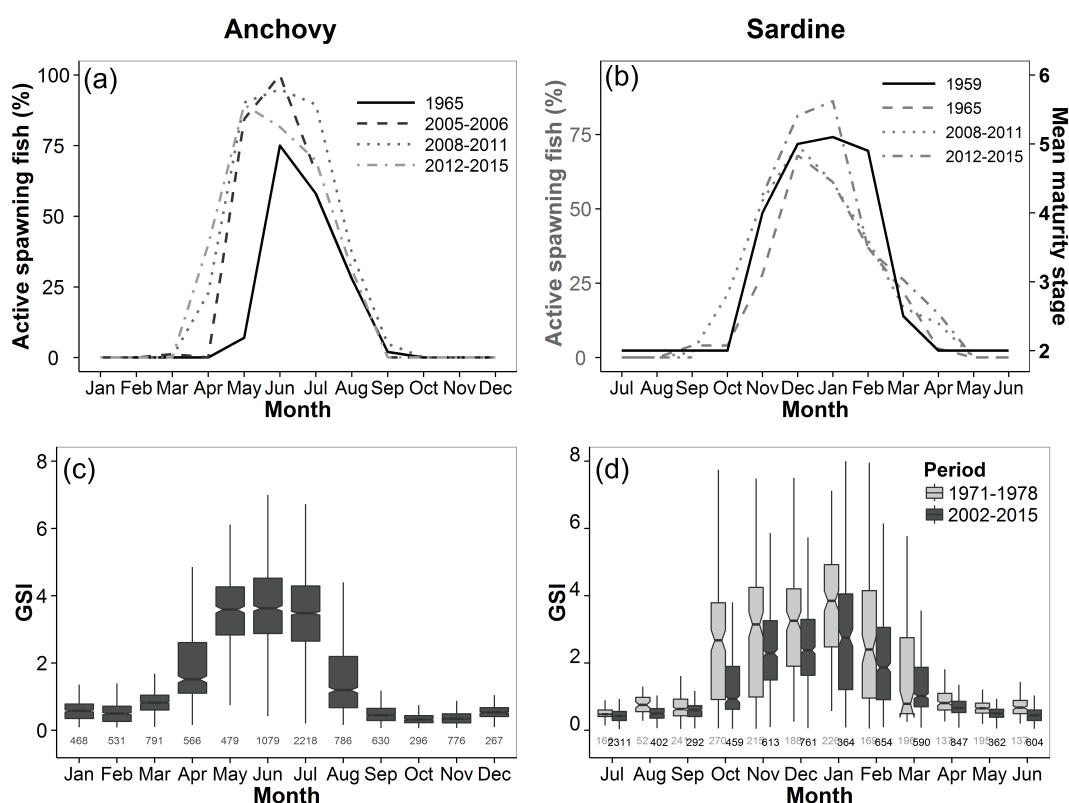 Anchovy
Sardine
(a)
Active spawning fish (%)
100
75
50
25
0
1965
2005-2006
2008-2011
2012-2015
Jan Feb Mar Apr May Jun Jul Aug Sep Oct Nov Dec
Month
(b)
Active spawning fish (%)
75
50
25
0
1959
1965
2008-2011
2012-2015
6
5
4
3
2
Mean maturity stage
Jul Aug Sep Oct Nov Dec Jan Feb Mar Apr May Jun
Month
(c)
GSI
8
6
4
2
0
468 531 791 566 479 1079 2218 786 630 296 776 267
Jan Feb Mar Apr May Jun Jul Aug Sep Oct Nov Dec
Month
(d)
GSI
8
6
4
2
0
Period
1971-1978
2002-2015
2311 52 402 292 270 459 613 761 364 654 590 847 362 604
Jul Aug Sep Oct Nov Dec Jan Feb Mar Apr May Jun
Month